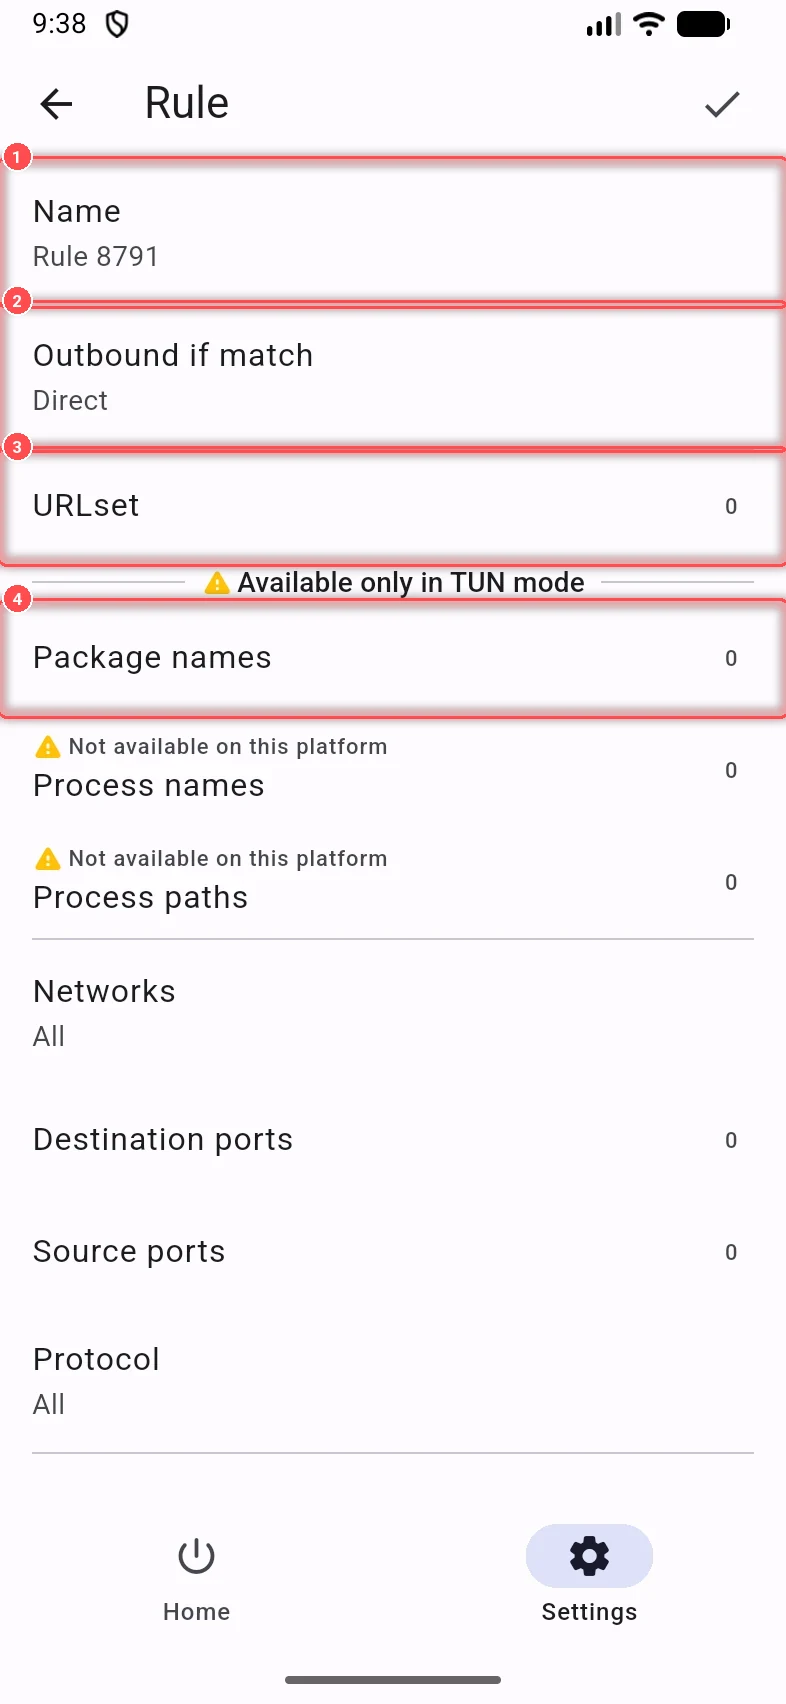 9:38
Rule
1
Name
Rule 8791
2
Outbound if match
Direct
3
URLset 0
Available only in TUN mode
4
Package names 0
Not available on this platform
Process names 0
Not available on this platform
Process paths 0
Networks
All
Destination ports 0
Source ports 0
Protocol
All
Home Settings